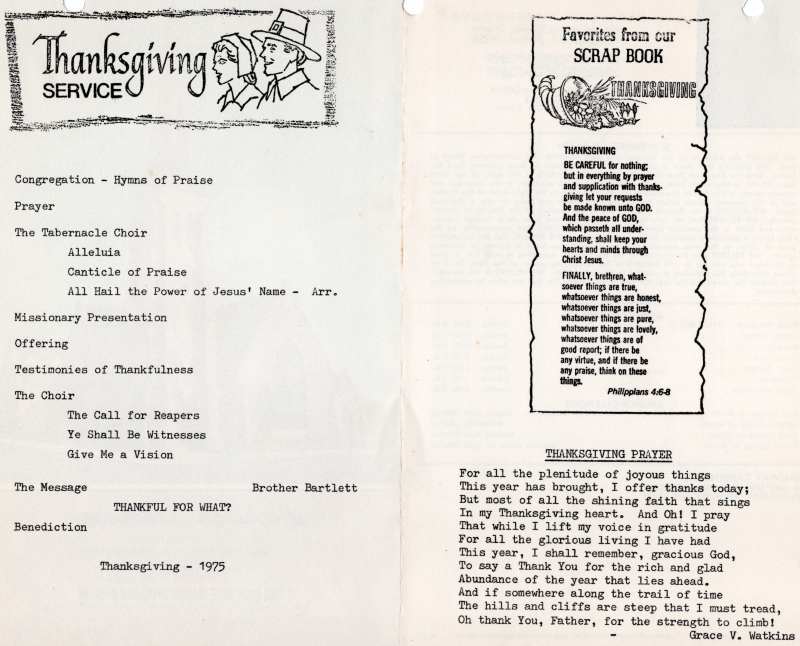 Thanksgiving
SERVICE
Congregation - Hymns of Praise
Prayer
The Tabernacle Choir
Alleluia
Canticle of Praise
All Hail the Power of Jesus' Name - Arr.
Missionary Presentation
Offering
Testimonies of Thankfulness
The Choir
The Call for Reapers
Ye Shall Be Witnesses
Give Me a Vision
The Message Brother Bartlett
THANKFUL FOR WHAT?
Benediction
Thanksgiving - 1975
Favorites from our
SCRAP BOOK
THANKSGIVING
THANKSGIVING
BE CAREFUL for nothing;
but in everything by prayer
and supplication with thanks-
giving let your requests
be made known unto GOD.
And the peace of GOD,
which passeth all under-
standing, shall keep your
hearts and minds through
Christ Jesus.
FINALLY, brethren, what-
soever things are true,
whatsoever things are honest,
whatsoever things are just,
whatsoever things are pure,
whatsoever things are lovely,
whatsoever things are of
good report; if there be
any virtue, and if there be
any praise, think on these
things.
Philippians 4:6-8
THANKSGIVING PRAYER
For all the plenitude of joyous things
This year has brought, I offer thanks today;
But most of all the shining faith that sings
In my Thanksgiving heart. And Oh! I pray
That while I lift my voice in gratitude
For all the glorious living I have had
This year, I shall remember, gracious God,
To say a Thank You for the rich and glad
Abundance of the year that lies ahead.
And if somewhere along the trail of time
The hills and cliffs are steep that I must tread,
Oh thank You, Father, for the strength to climb!
- Grace V. Watkins